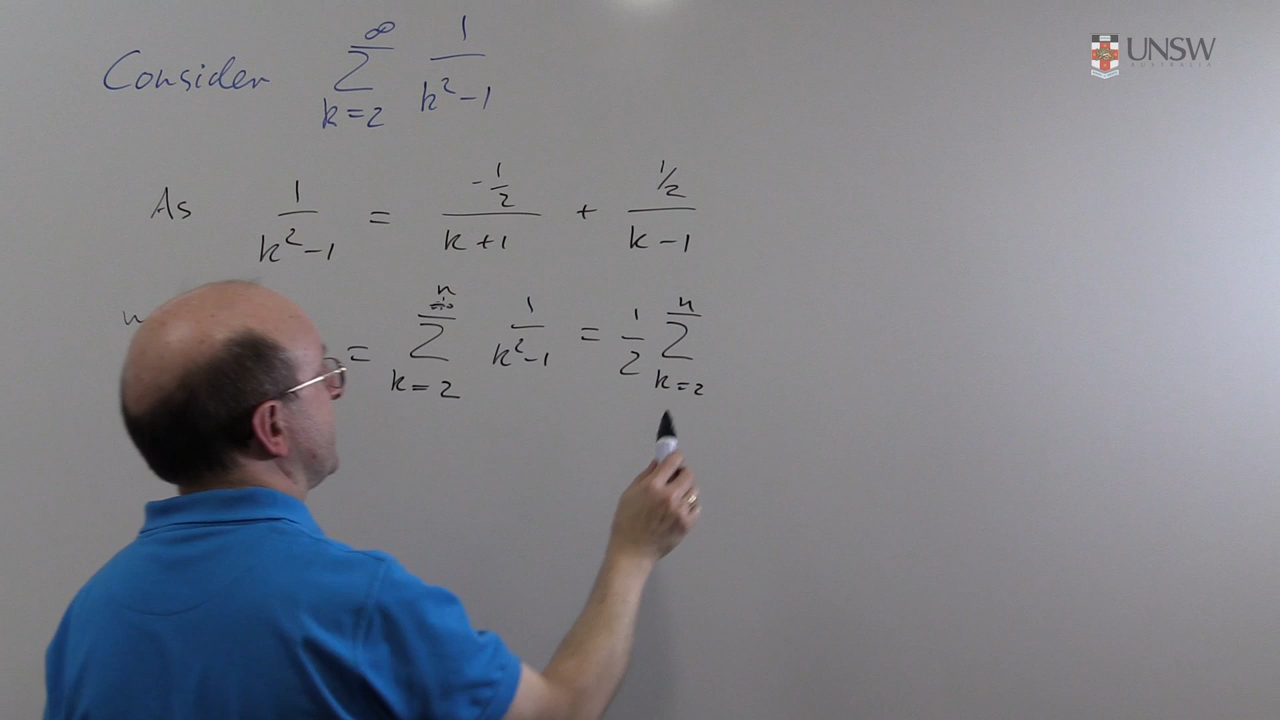 UNSW
AUSTRALIA
Consider ∑_{k=2}^{∞} 1/(k²-1)
As 1/(k²-1) = (-1/2)/(k+1) + (1/2)/(k-1)
= ∑_{k=2}^{n} 1/(k²-1) = 1/2 ∑_{k=2}^{n}